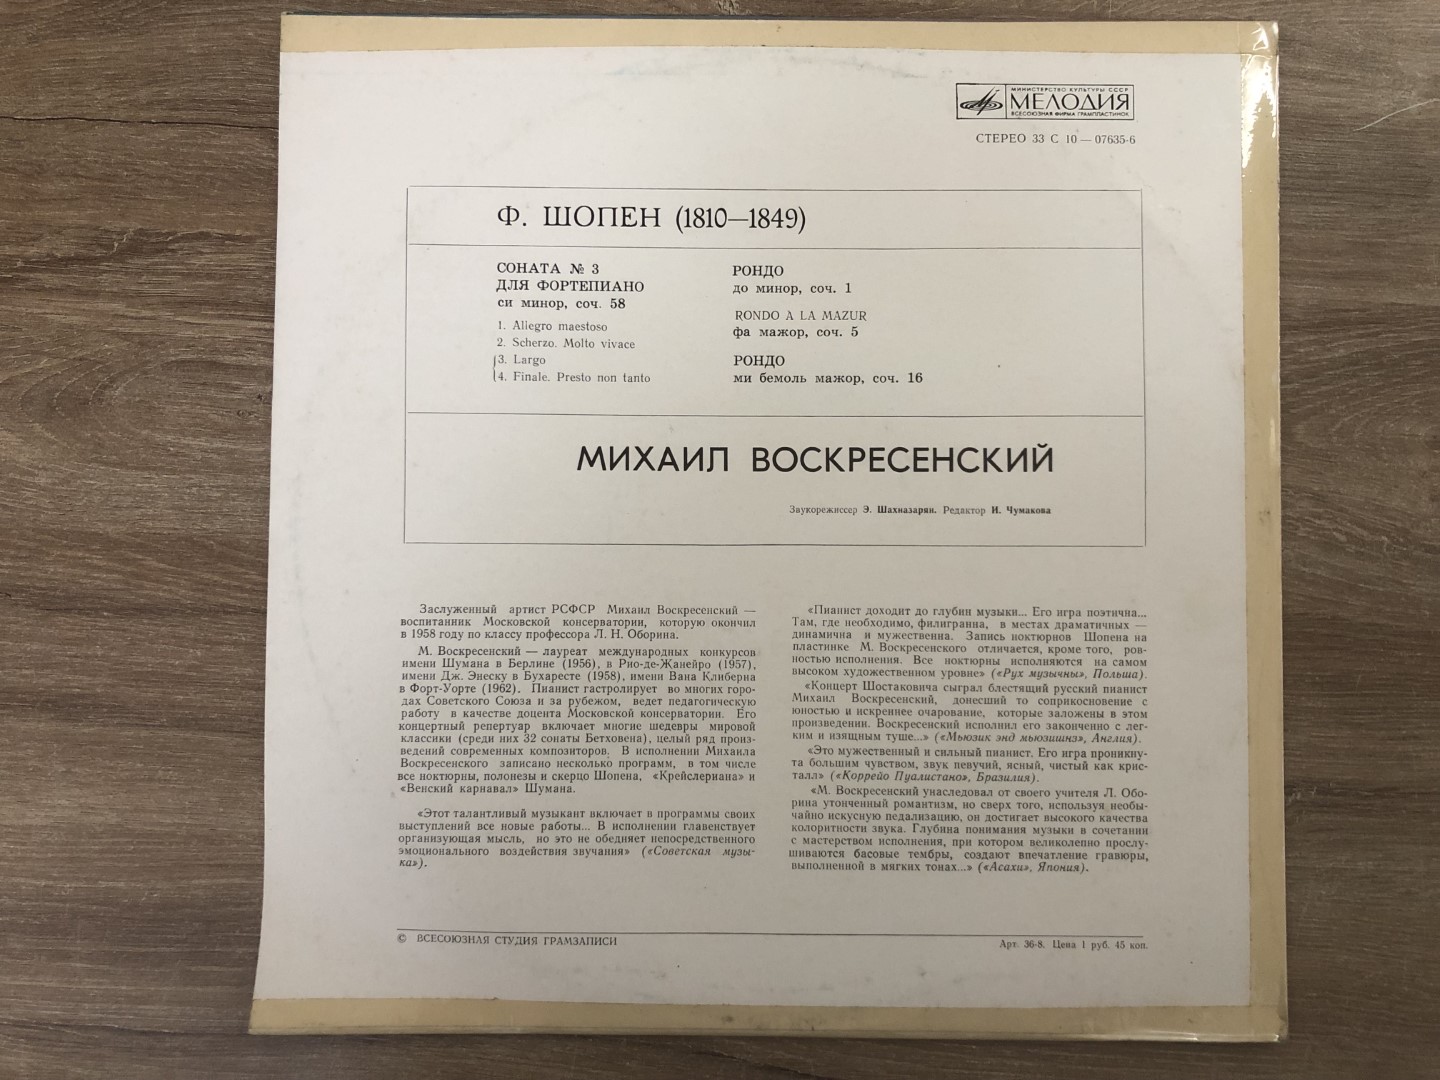 МИНИСТЕРСТВО КУЛЬТУРЫ СССР
МЕЛОДИЯ
ВСЕСОЮЗНАЯ ФИРМА ГРАМПЛАСТИНОК
СТЕРЕО 33 С 10—07635-6
Ф. ШОПЕН (1810—1849)
СОНАТА № 3
ДЛЯ ФОРТЕПИАНО
си минор, соч. 58
1. Allegro maestoso
2. Scherzo. Molto vivace
3. Largo
4. Finale. Presto non tanto
РОНДО
до минор, соч. 1
RONDO A LA MAZUR
фа мажор, соч. 5
РОНДО
ми бемоль мажор, соч. 16
МИХАИЛ ВОСКРЕСЕНСКИЙ
Звукорежиссер Э. Шахназарян. Редактор И. Чумакова
Заслуженный артист РСФСР Михаил Воскресенский —
воспитанник Московской консерватории, которую окончил
в 1958 году по классу профессора Л. Н. Оборина.
М. Воскресенский — лауреат международных конкурсов
имени Шумана в Берлине (1956), в Рио-де-Жанейро (1957),
имени Дж. Энеску в Бухаресте (1958), имени Вана Клиберна
в Форт-Уорте (1962). Пианист гастролирует во многих горо-
дах Советского Союза и за рубежом, ведет педагогическую
работу в качестве доцента Московской консерватории. Его
концертный репертуар включает многие шедевры мировой
классики (среди них 32 сонаты Бетховена), целый ряд произ-
ведений современных композиторов. В исполнении Михаила
Воскресенского записано несколько программ, в том числе
все ноктюрны, полонезы и скерцо Шопена, «Крейслериана» и
«Венский карнавал» Шумана.
«Этот талантливый музыкант включает в программы своих
выступлений все новые работы... В исполнении главенствует
организующая мысль, но это не обедняет непосредственного
эмоционального воздействия звучания» («Советская музы-
ка»).
«Пианист доходит до глубин музыки... Его игра поэтична...
Там, где необходимо, филигранна, в местах драматичных —
динамична и мужественна. Запись ноктюрнов Шопена на
пластинке М. Воскресенского отличается, кроме того, ров-
ностью исполнения. Все ноктюрны исполняются на самом
высоком художественном уровне» («Рух музычны», Польша).
«Концерт Шостаковича сыграл блестящий русский пианист
Михаил Воскресенский, донесший то соприкосновение с
юностью и искреннее очарование, которые заложены в этом
произведении. Воскресенский исполнил его законченно с лег-
ким и изящным туше...» («Мьюзик энд мьюзишнз», Англия).
«Это мужественный и сильный пианист. Его игра проникну-
та большим чувством, звук певучий, ясный, чистый как крис-
талл» («Коррейо Пуалистано», Бразилия).
«М. Воскресенский унаследовал от своего учителя Л. Обо-
рина утонченный романтизм, но сверх того, используя необы-
чайно искусную педализацию, он достигает высокого качества
колоритности звука. Глубина понимания музыки в сочетании
с мастерством исполнения, при котором великолепно прослу-
шиваются басовые тембры, создают впечатление гравюры,
выполненной в мягких тонах...» («Асахи», Япония).
© ВСЕСОЮЗНАЯ СТУДИЯ ГРАМЗАПИСИ
Арт. 36-8. Цена 1 руб. 45 коп.